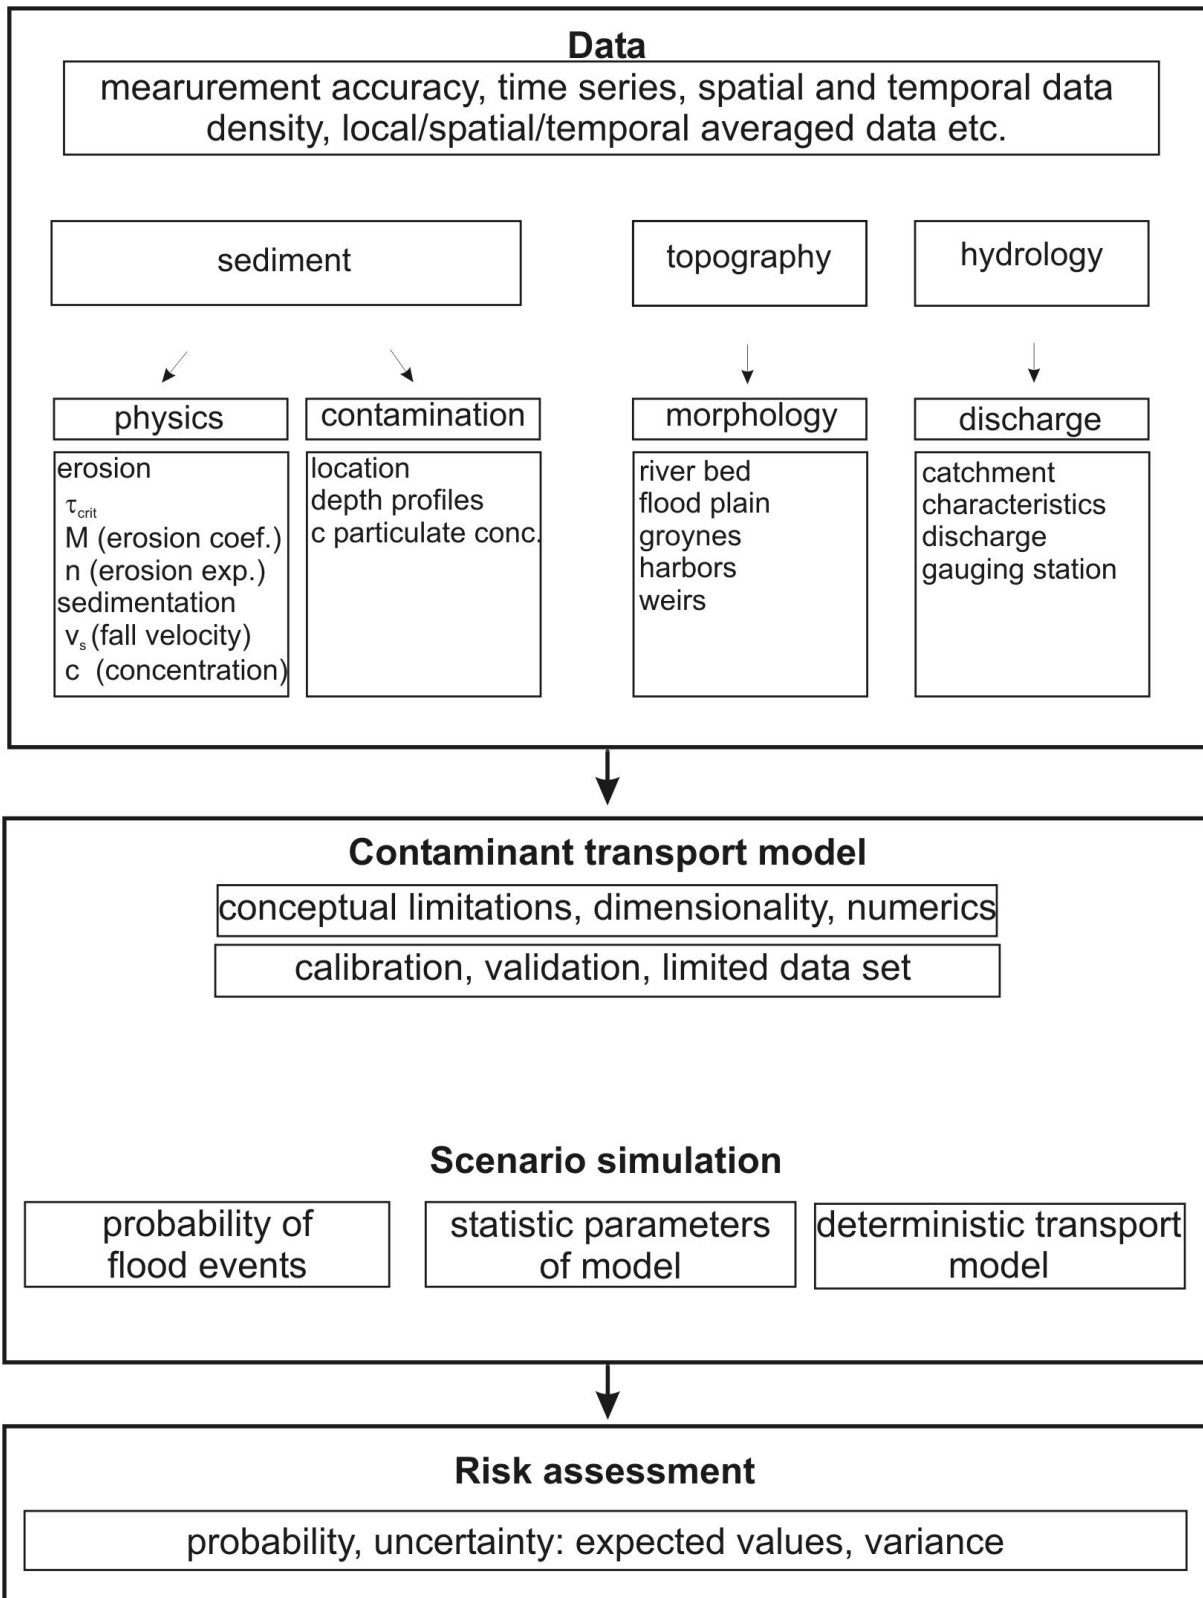 Data
mearurement accuracy, time series, spatial and temporal data
density, local/spatial/temporal averaged data etc.
sediment
topography
hydrology
physics
contamination
morphology
discharge
erosion
τcrit
M (erosion coef.)
n (erosion exp.)
sedimentation
vs (fall velocity)
c (concentration)
location
depth profiles
c particulate conc.
river bed
flood plain
groynes
harbors
weirs
catchment
characteristics
discharge
gauging station
Contaminant transport model
conceptual limitations, dimensionality, numerics
calibration, validation, limited data set
Scenario simulation
probability of
flood events
statistic parameters
of model
deterministic transport
model
Risk assessment
probability, uncertainty: expected values, variance